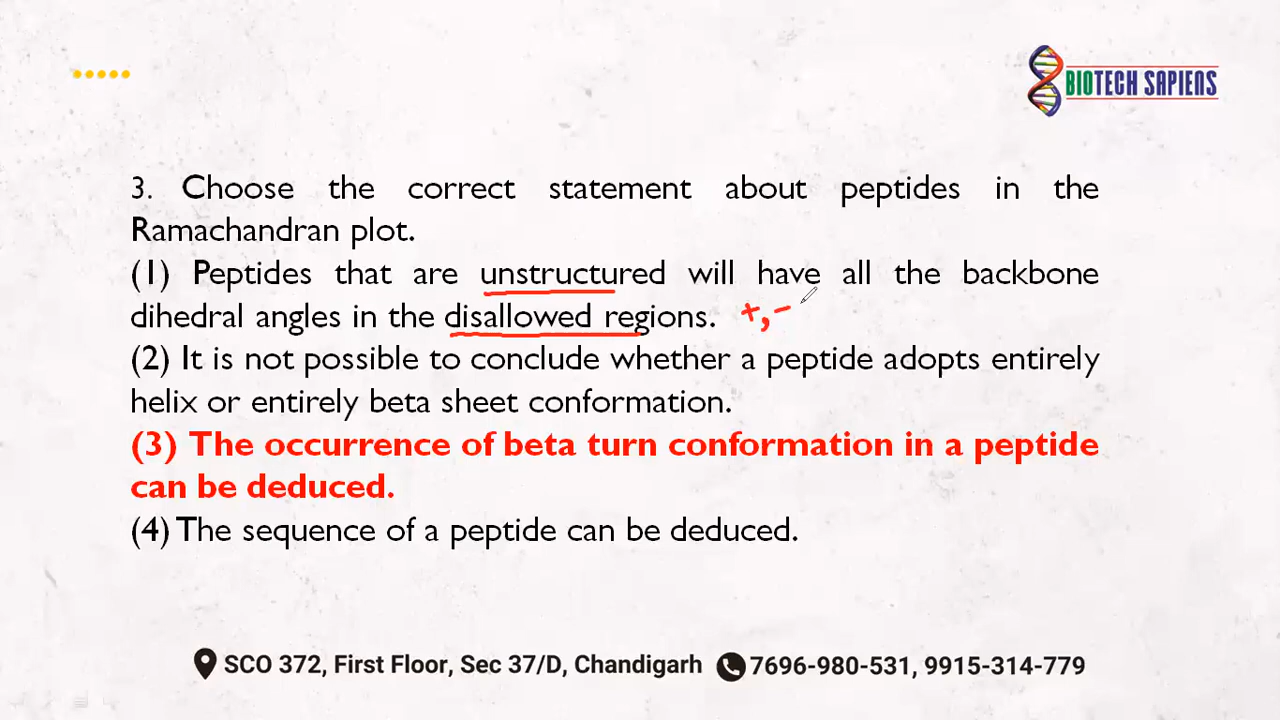 BIOTECH SAPIENS
3. Choose the correct statement about peptides in the
Ramachandran plot.
(1) Peptides that are unstructured will have all the backbone
dihedral angles in the disallowed regions. +, -
(2) It is not possible to conclude whether a peptide adopts entirely
helix or entirely beta sheet conformation.
(3) The occurrence of beta turn conformation in a peptide
can be deduced.
(4) The sequence of a peptide can be deduced.
SCO 372, First Floor, Sec 37/D, Chandigarh 7696-980-531, 9915-314-779